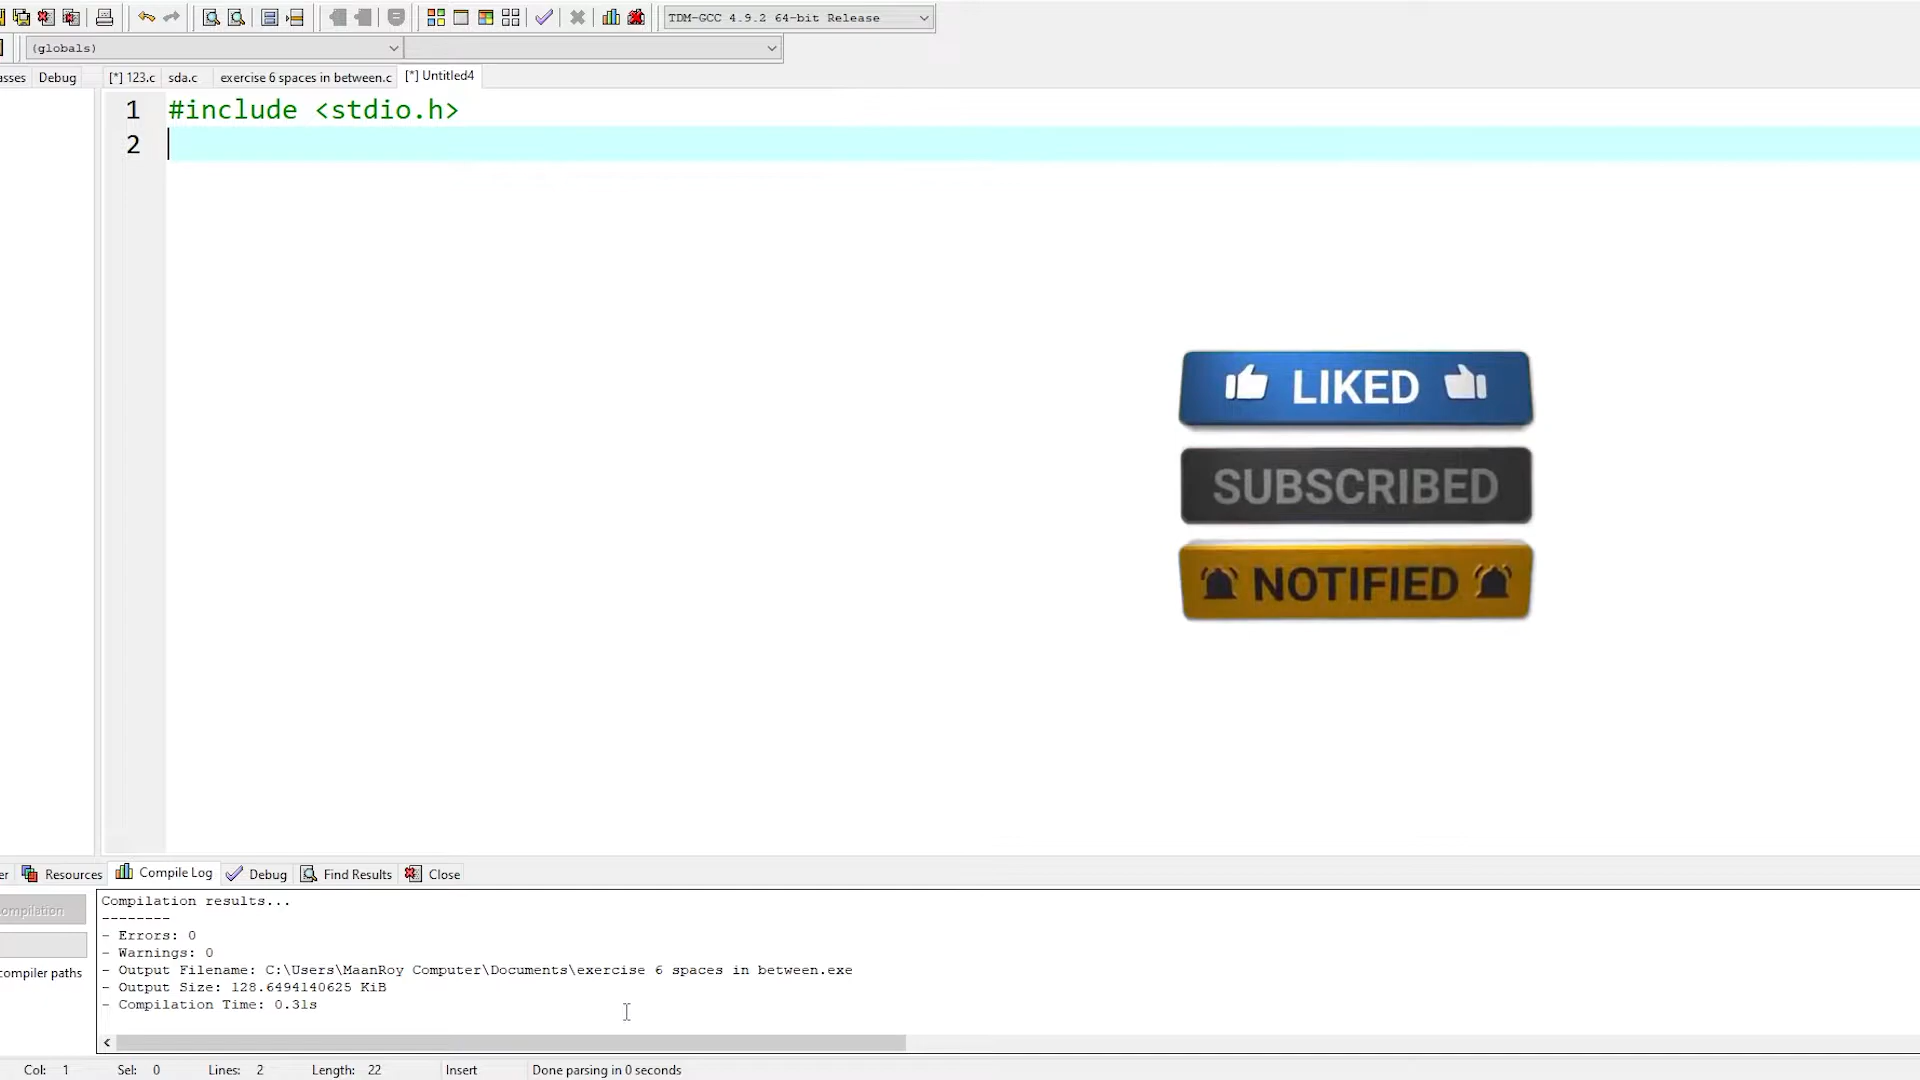 TDM-GCC 4.9.2 64-bit Release
(globals)
asses Debug [*] 123.c sda.c exercise 6 spaces in between.c [*] Untitled4
1 #include <stdio.h>
2
LIKED
SUBSCRIBED
NOTIFIED
er Resources Compile Log Debug Find Results Close
ompilation
compiler paths
Compilation results...
--------
- Errors: 0
- Warnings: 0
- Output Filename: C:\Users\MaanRoy Computer\Documents\exercise 6 spaces in between.exe
- Output Size: 128.6494140625 KiB
- Compilation Time: 0.31s
Col: 1 Sel: 0 Lines: 2 Length: 22 Insert Done parsing in 0 seconds